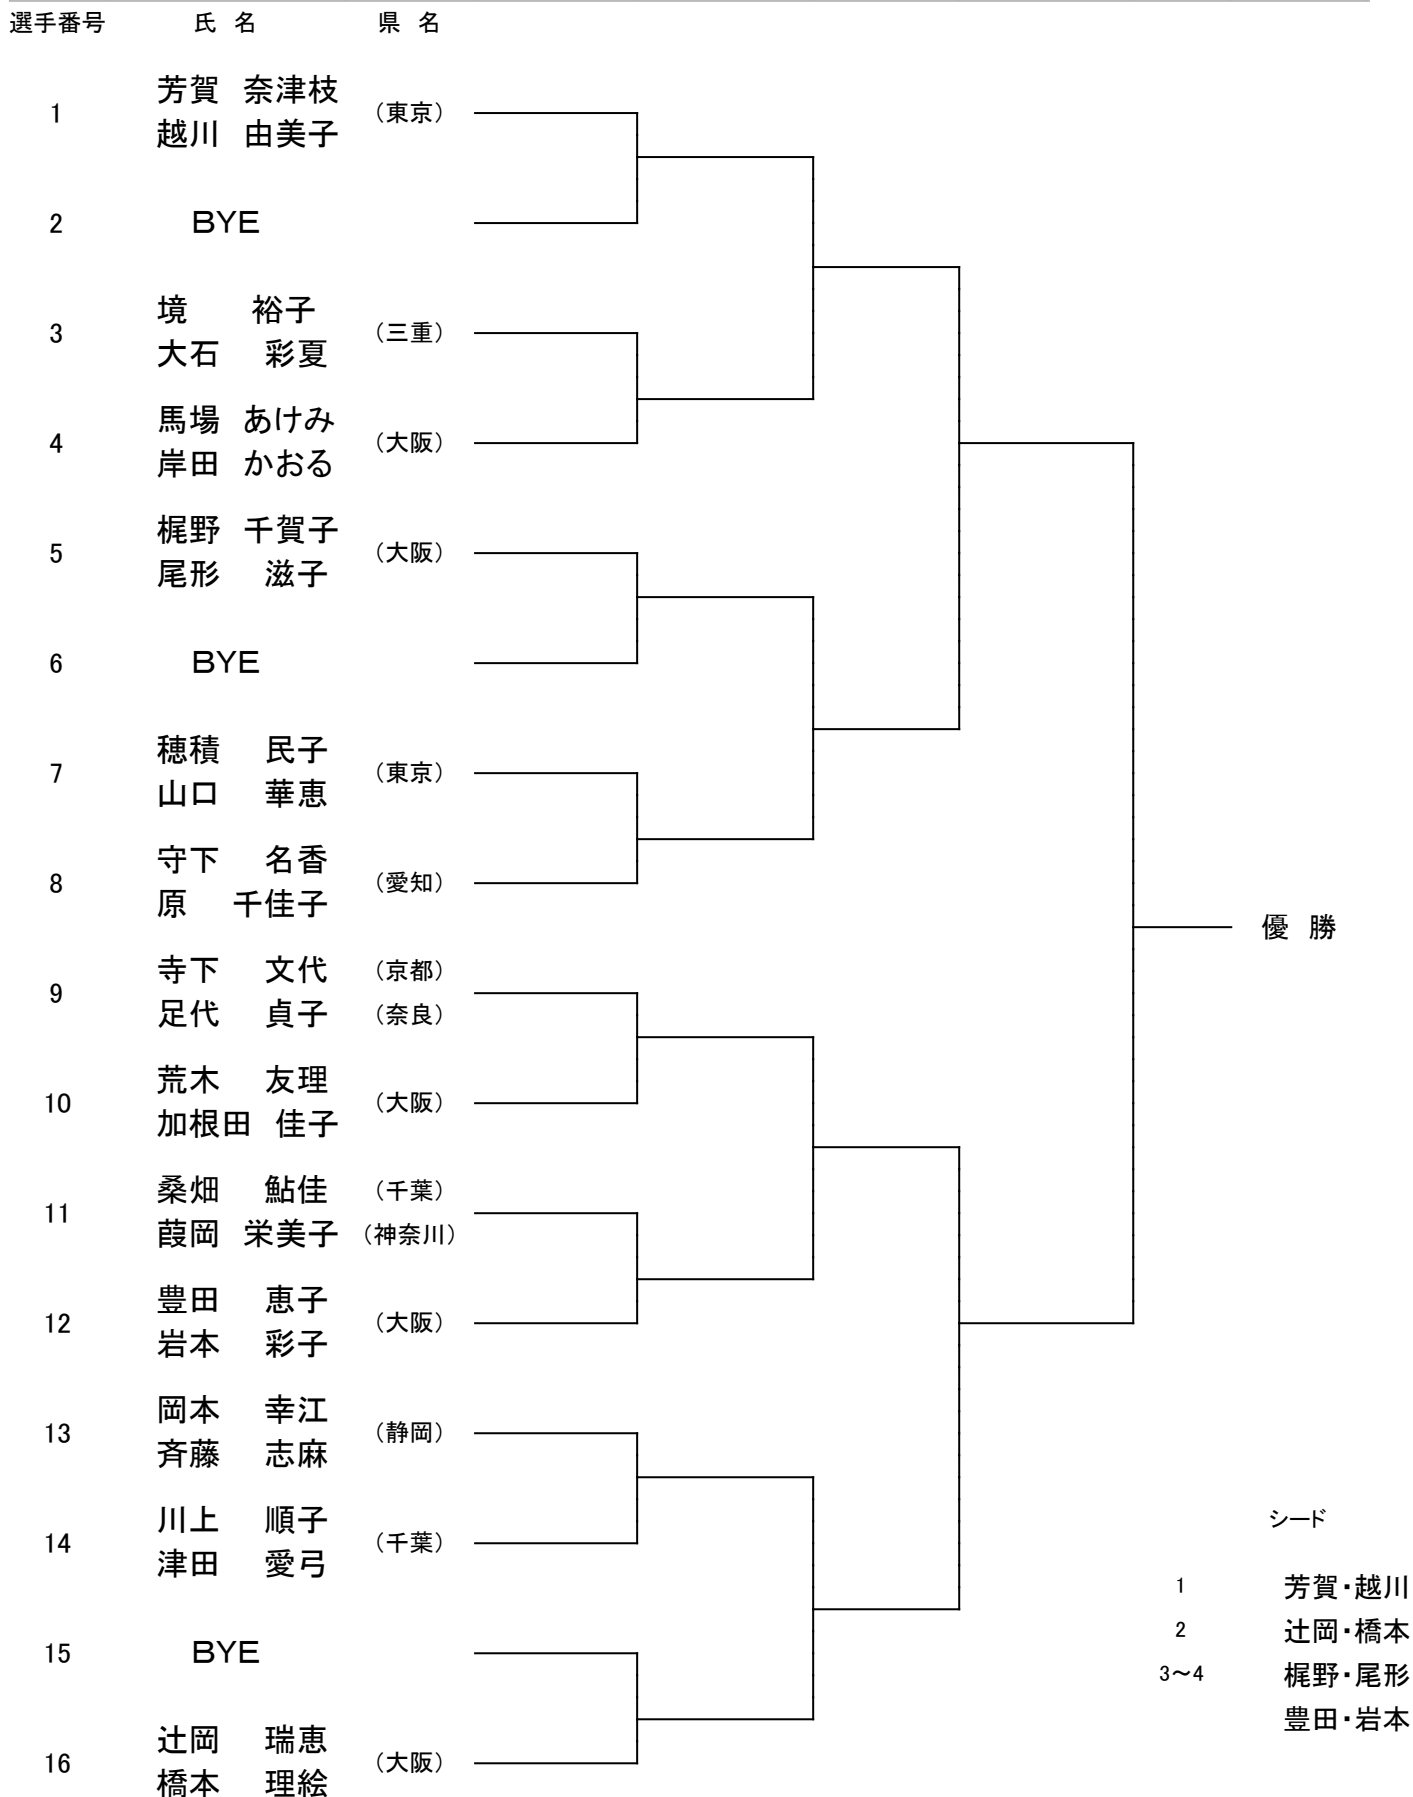 選手番号 氏 名 県 名
芳賀 奈津枝
1 (東京)
越川 由美子
2 BYE
境 裕子
3 (三重)
大石 彩夏
馬場 あけみ
4 (大阪)
岸田 かおる
梶野 千賀子
5 (大阪)
尾形 滋子
6 BYE
穂積 民子
7 (東京)
山口 華恵
守下 名香
8 (愛知)
原 千佳子
優 勝
寺下 文代 (京都)
9
足代 貞子 (奈良)
荒木 友理
10 (大阪)
加根田 佳子
桑畑 鮎佳 (千葉)
11
葭岡 栄美子 (神奈川)
豊田 恵子
12 (大阪)
岩本 彩子
岡本 幸江
13 (静岡)
斉藤 志麻
川上 順子
14 (千葉)
津田 愛弓
15 BYE
辻岡 瑞恵
16 (大阪)
橋本 理絵
シード
1 芳賀・越川
2 辻岡・橋本
3～4 梶野・尾形
豊田・岩本